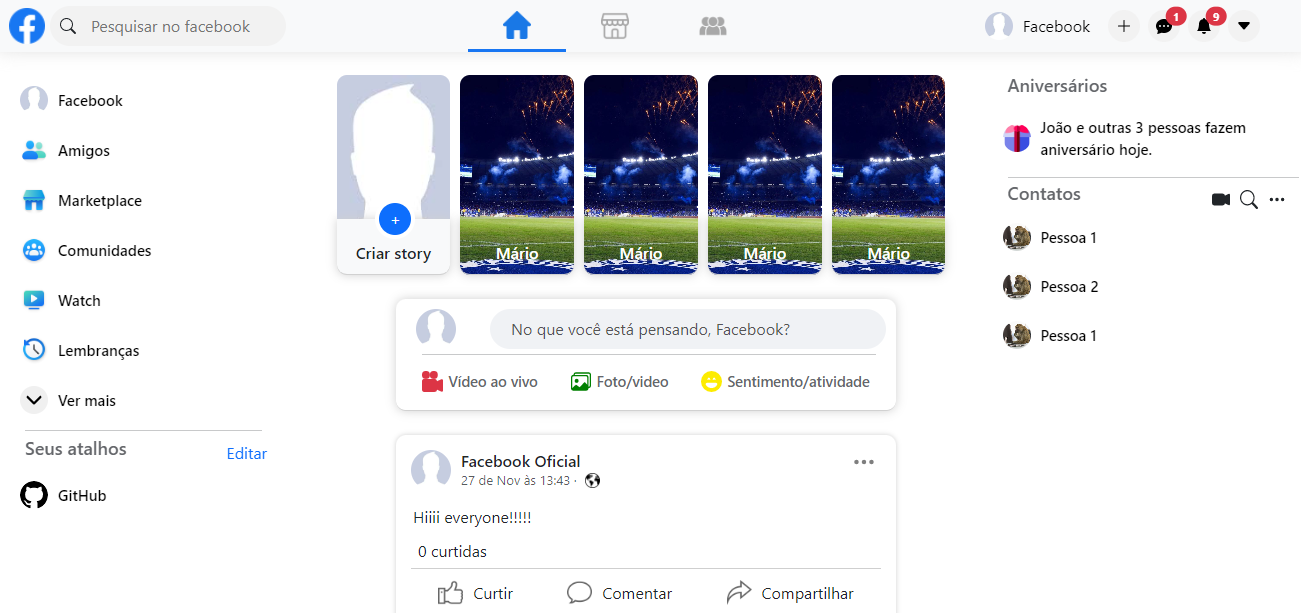 Pesquisar no facebook
Facebook
1
9
Facebook
Amigos
Marketplace
Comunidades
Watch
Lembranças
Ver mais
Seus atalhos
Editar
GitHub
Criar story
Mário
Mário
Mário
Mário
No que você está pensando, Facebook?
Vídeo ao vivo
Foto/video
Sentimento/atividade
Facebook Oficial
27 de Nov às 13:43 ·
Hiiii everyone!!!!!
0 curtidas
Curtir
Comentar
Compartilhar
Aniversários
João e outras 3 pessoas fazem
aniversário hoje.
Contatos
Pessoa 1
Pessoa 2
Pessoa 1